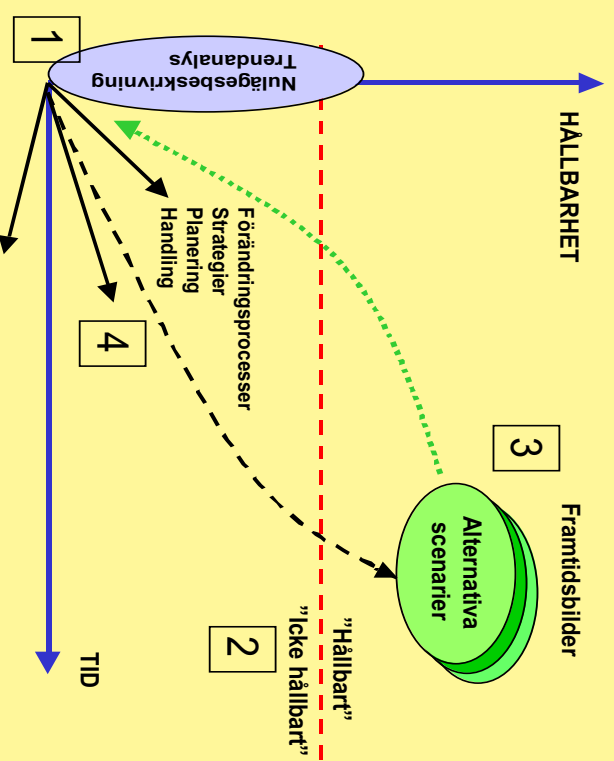 HÅLLBARHET
1
Nulägesbeskrivning
Trendanalys
Förändringsprocesser
Strategier
Planering
Handling
4
3
Framtidsbilder
Alternativa
scenarier
"Hållbart"
"Icke hållbart"
2
TID